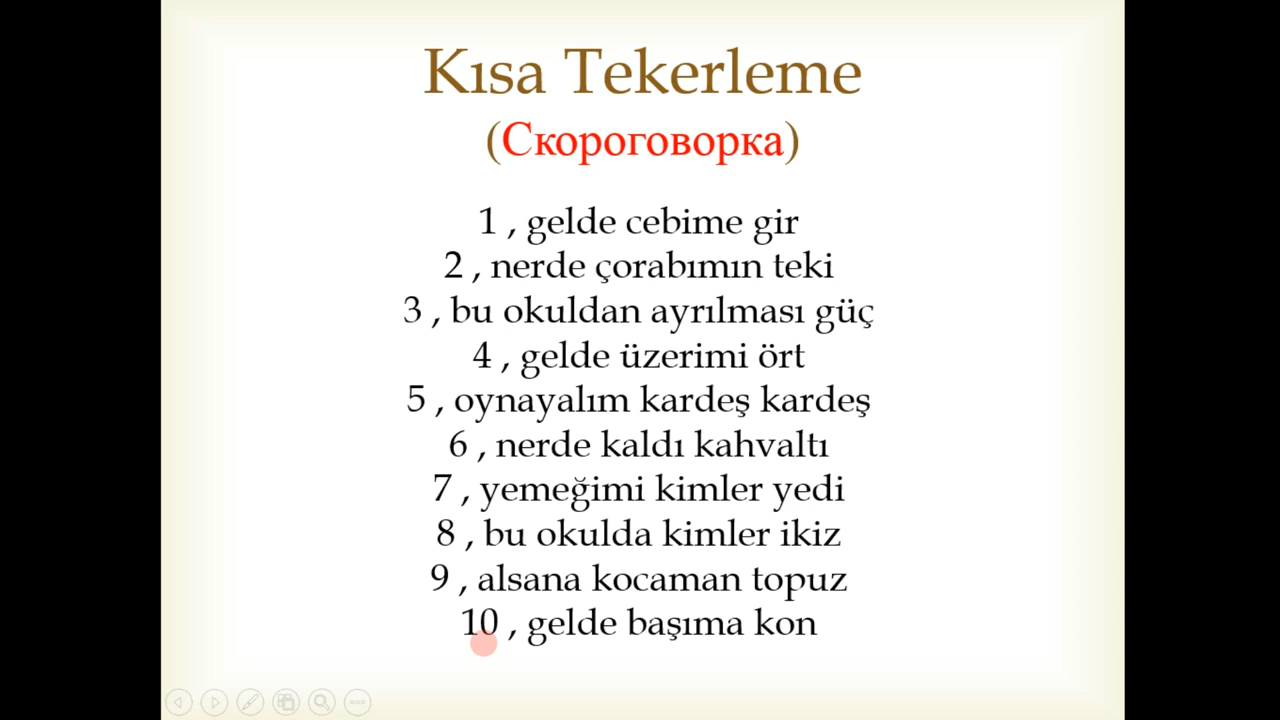 Kısa Tekerleme
(Скороговорка)
1 , gelde cebime gir
2 , nerde çorabımın teki
3 , bu okuldan ayrılması güç
4 , gelde üzerimi ört
5 , oynayalım kardeş kardeş
6 , nerde kaldı kahvaltı
7 , yemeğimi kimler yedi
8 , bu okulda kimler ikiz
9 , alsana kocaman topuz
10 , gelde başıma kon